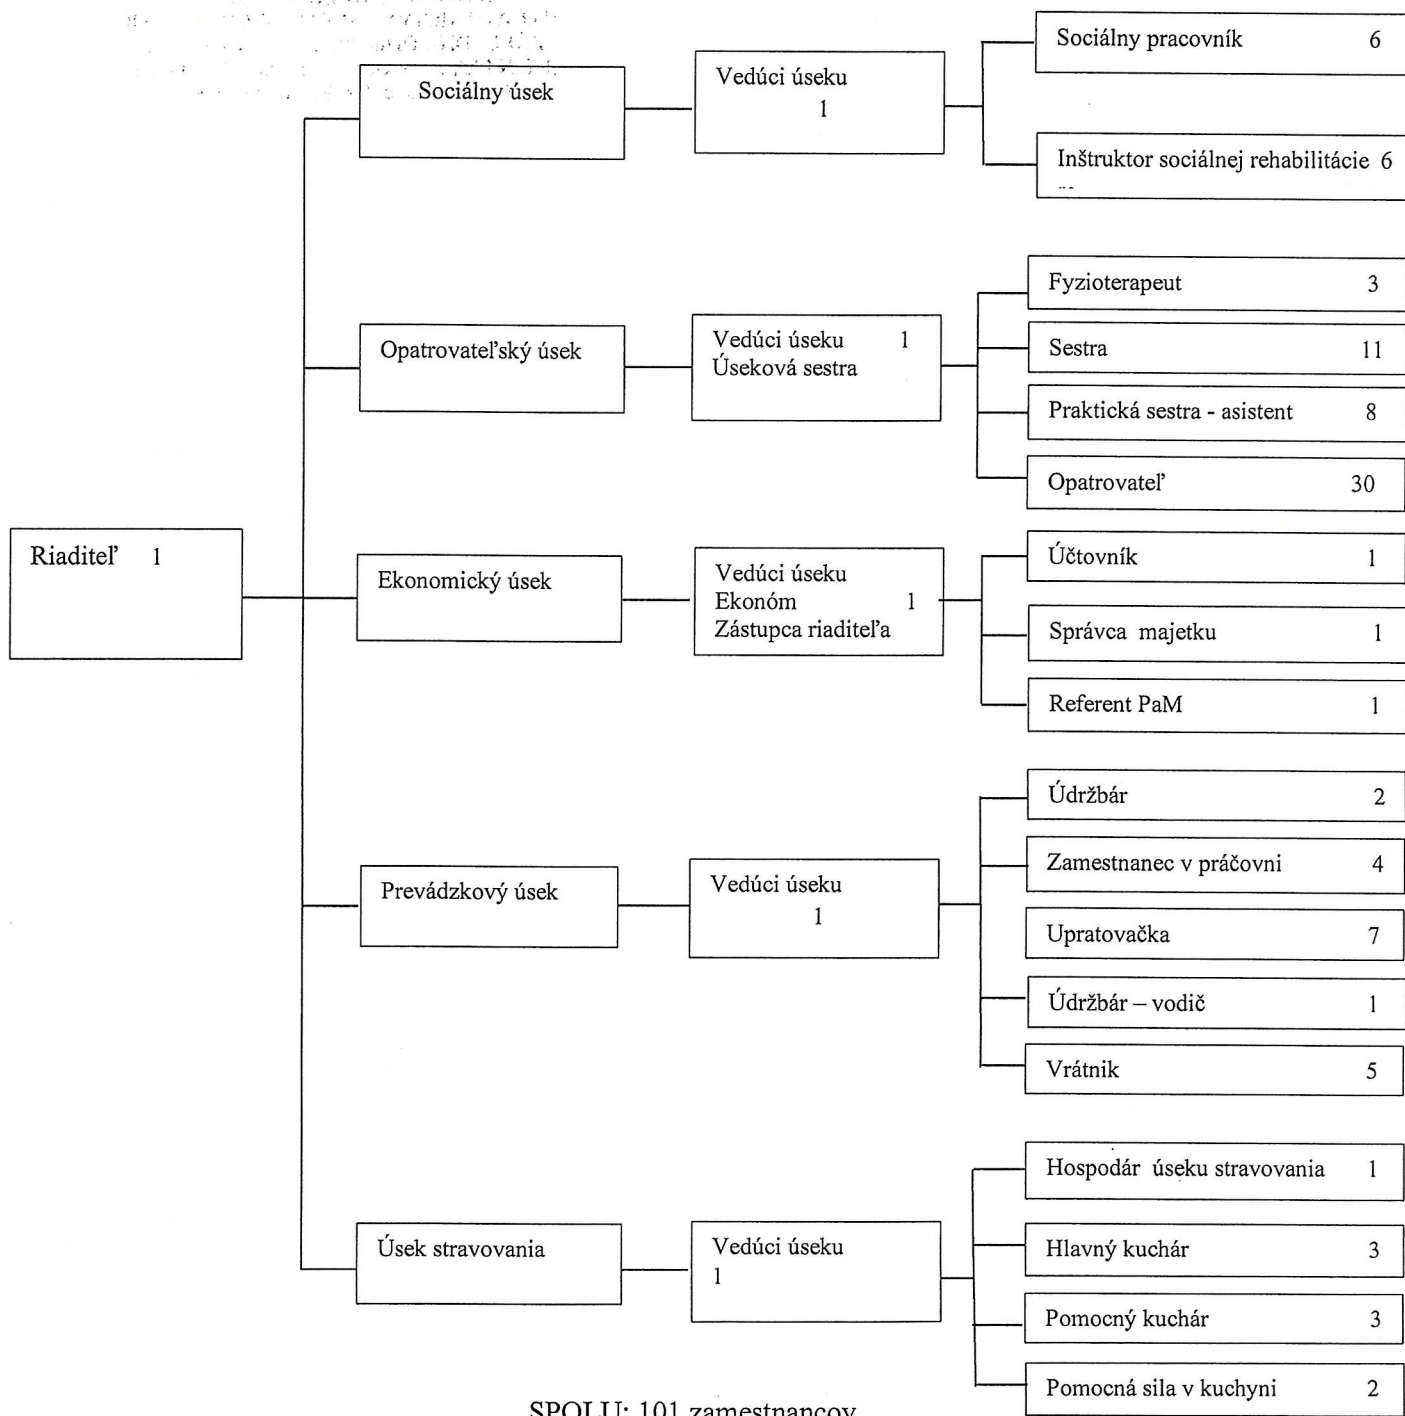 Sociálny úsek
Vedúci úseku
1
Sociálny pracovník 6
Inštruktor sociálnej rehabilitácie 6
Opatrovateľský úsek
Vedúci úseku 1
Úseková sestra
Fyzioterapeut 3
Sestra 11
Praktická sestra - asistent 8
Opatrovateľ 30
Riaditeľ 1
Ekonomický úsek
Vedúci úseku
Ekonóm 1
Zástupca riaditeľa
Účtovník 1
Správca majetku 1
Referent PaM 1
Prevádzkový úsek
Vedúci úseku
1
Údržbár 2
Zamestnanec v práčovni 4
Upratovačka 7
Údržbár – vodič 1
Vrátnik 5
Úsek stravovania
Vedúci úseku
1
Hospodár úseku stravovania 1
Hlavný kuchár 3
Pomocný kuchár 3
Pomocná sila v kuchyni 2
SPOLU: 101 zamestnancov